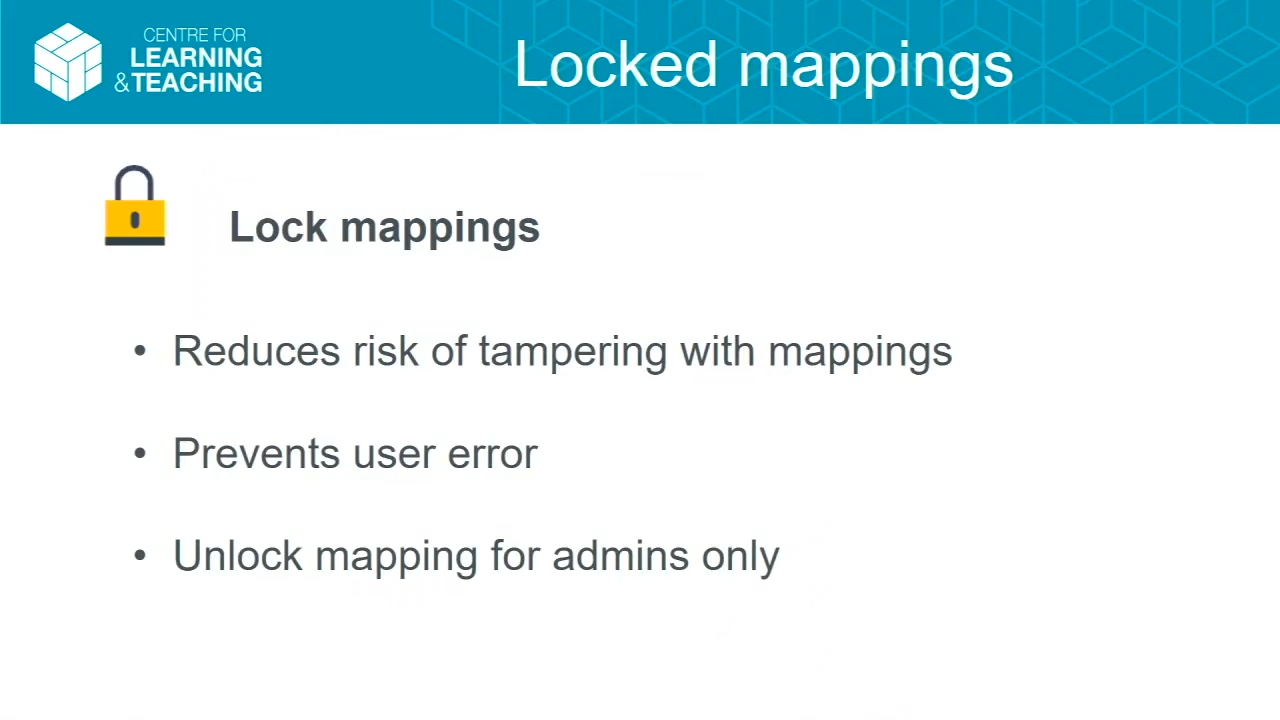 CENTRE FOR
LEARNING
&TEACHING
Locked mappings
Lock mappings
• Reduces risk of tampering with mappings
• Prevents user error
• Unlock mapping for admins only